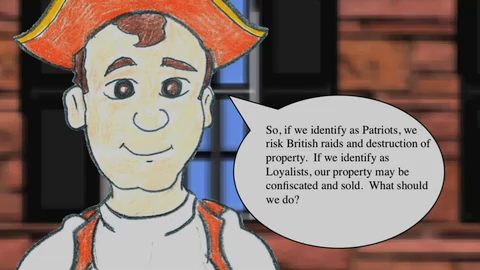 So, if we identify as Patriots, we
risk British raids and destruction of
property.  If we identify as
Loyalists, our property may be
confiscated and sold.  What should
we do?